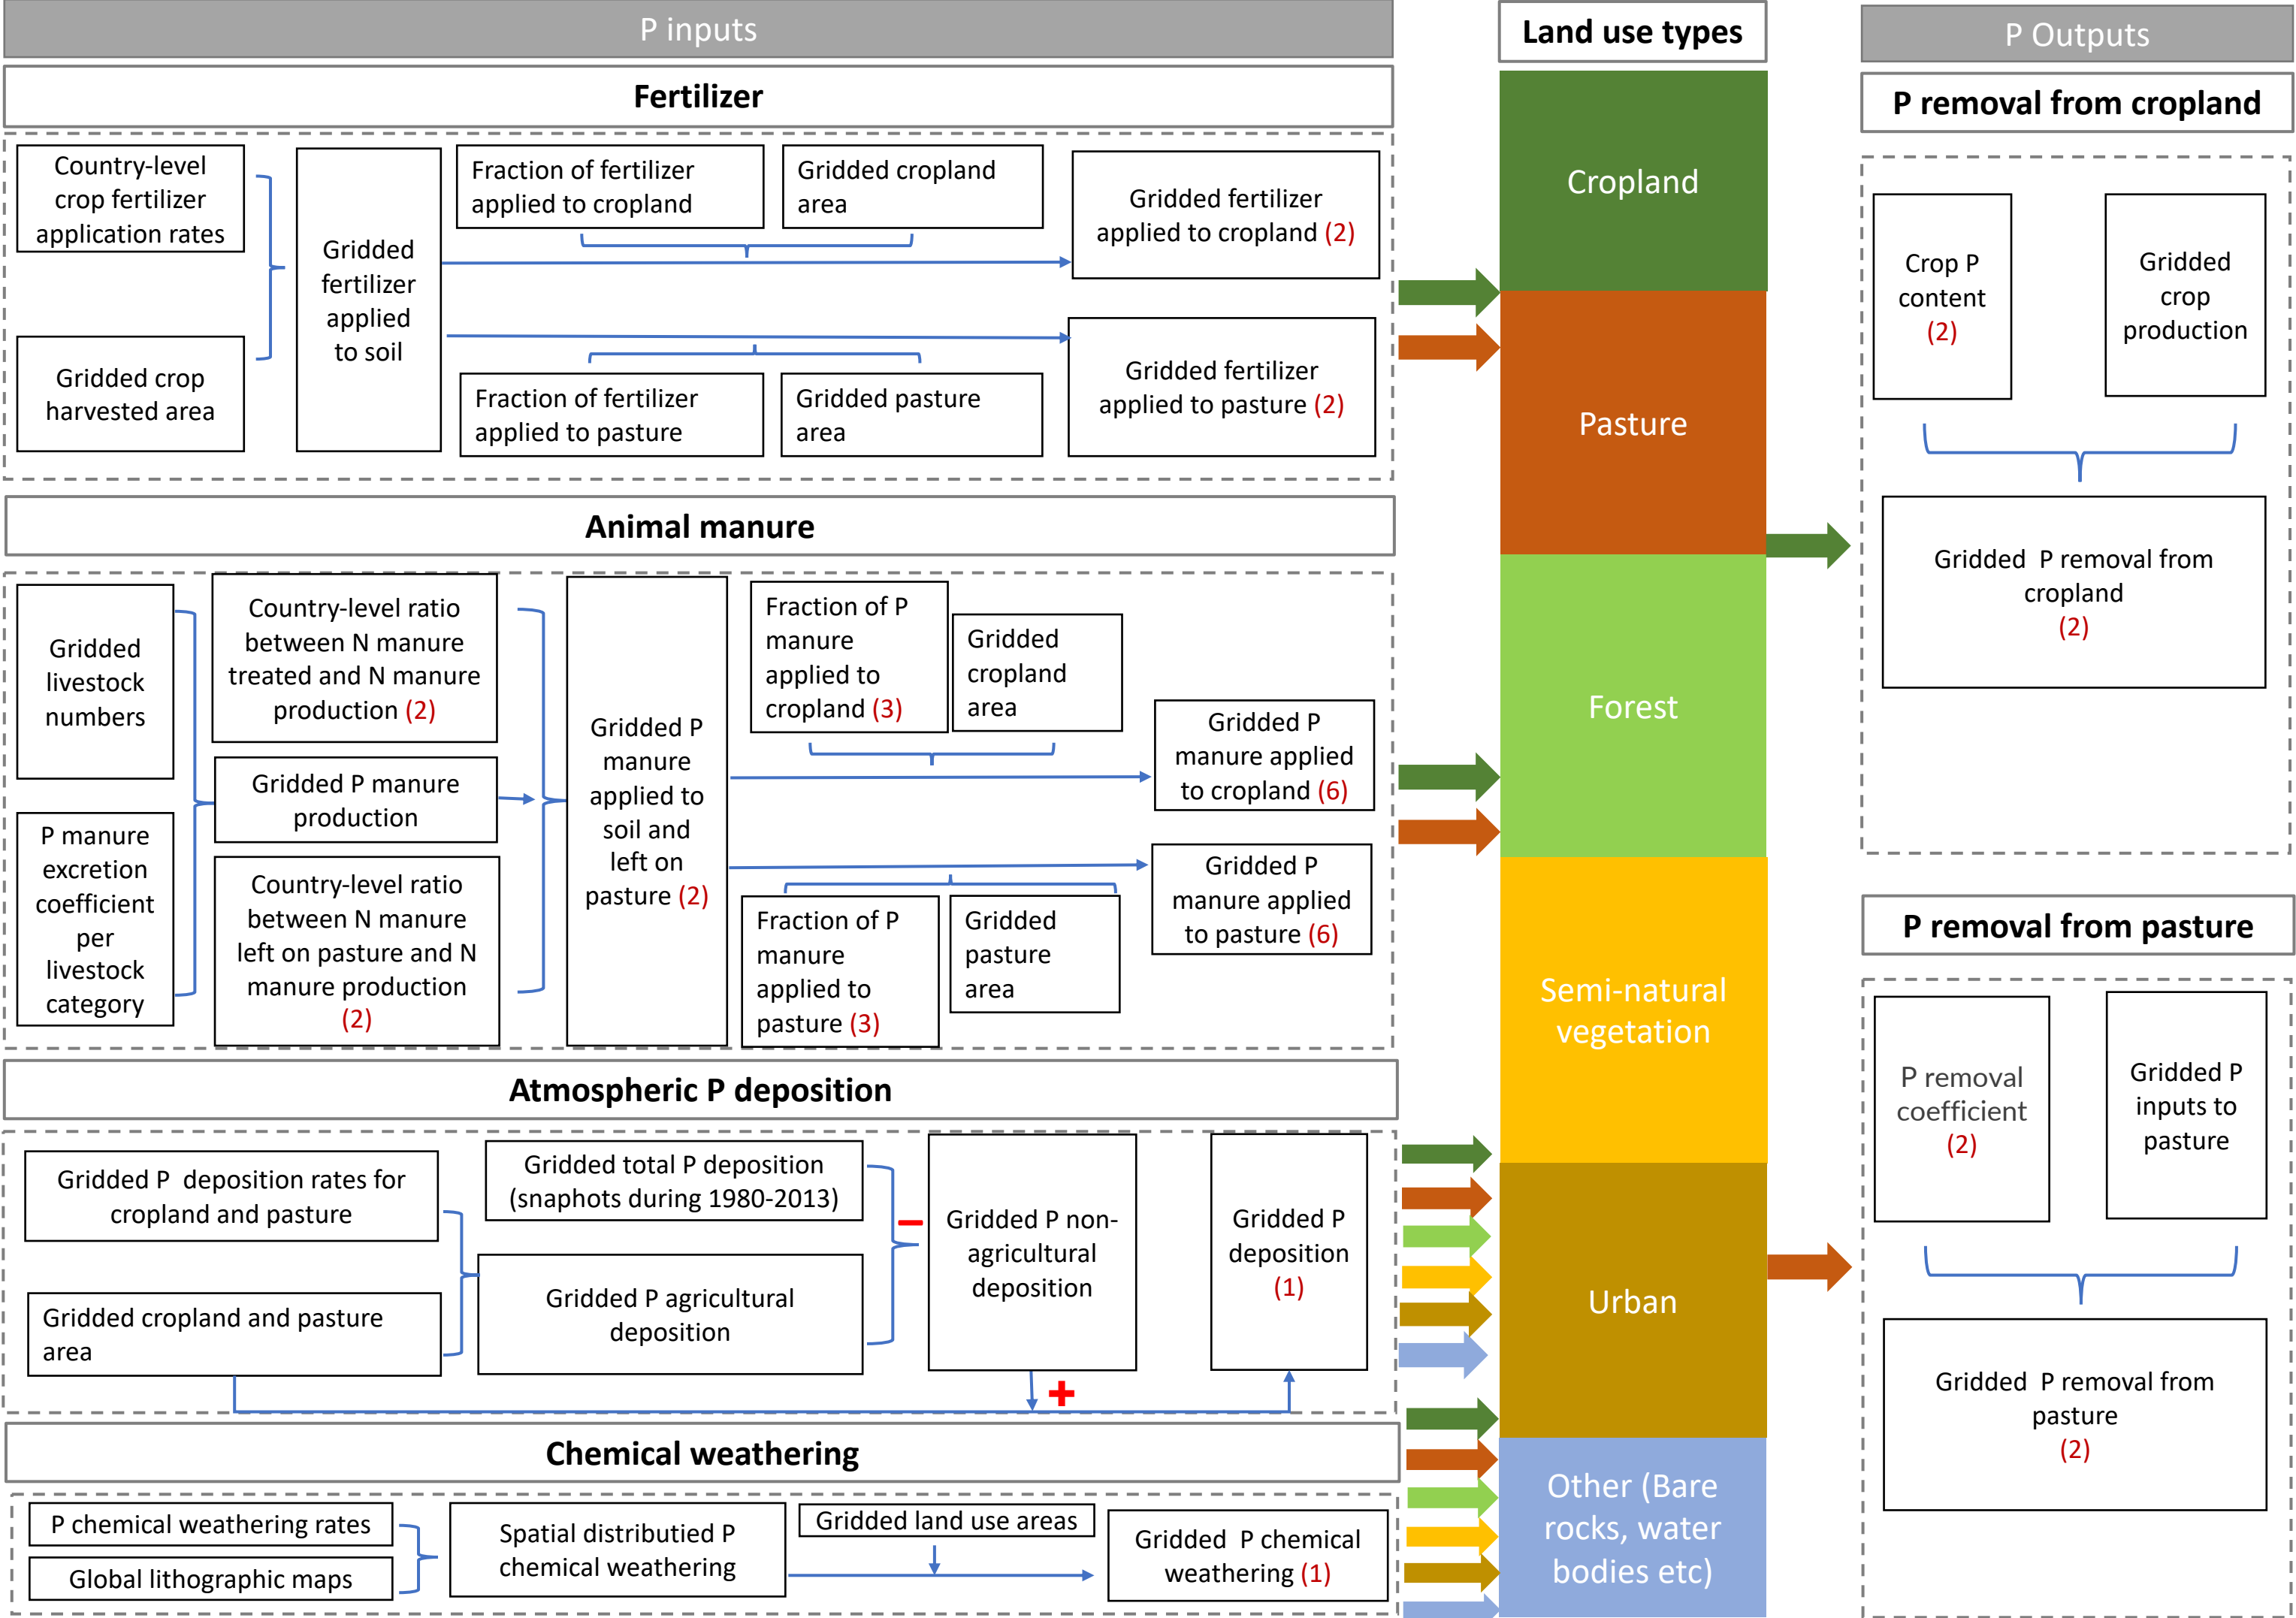 P inputs
Fertilizer
Country-level
crop fertilizer
application rates
Gridded crop
harvested area
Gridded
fertilizer
applied
to soil
Fraction of fertilizer
applied to cropland
Gridded cropland
area
Gridded fertilizer
applied to cropland (2)
Fraction of fertilizer
applied to pasture
Gridded pasture
area
Gridded fertilizer
applied to pasture (2)
Animal manure
Gridded
livestock
numbers
P manure
excretion
coefficient
per
livestock
category
Country-level ratio
between N manure
treated and N manure
production (2)
Gridded P manure
production
Country-level ratio
between N manure
left on pasture and N
manure production
(2)
Gridded P
manure
applied to
soil and
left on
pasture (2)
Fraction of P
manure
applied to
cropland (3)
Gridded
cropland
area
Gridded P
manure applied
to cropland (6)
Fraction of P
manure
applied to
pasture (3)
Gridded
pasture
area
Gridded P
manure applied
to pasture (6)
Atmospheric P deposition
Gridded P deposition rates for
cropland and pasture
Gridded cropland and pasture
area
Gridded total P deposition
(snaphots during 1980-2013)
Gridded P agricultural
deposition
−
Gridded P non-
agricultural
deposition
+
Gridded P
deposition
(1)
Chemical weathering
P chemical weathering rates
Global lithographic maps
Spatial distributied P
chemical weathering
Gridded land use areas
Gridded P chemical
weathering (1)
Land use types
Cropland
Pasture
Forest
Semi-natural
vegetation
Urban
Other (Bare
rocks, water
bodies etc)
P Outputs
P removal from cropland
Crop P
content
(2)
Gridded
crop
production
Gridded P removal from
cropland
(2)
P removal from pasture
P removal
coefficient
(2)
Gridded P
inputs to
pasture
Gridded P removal from
pasture
(2)